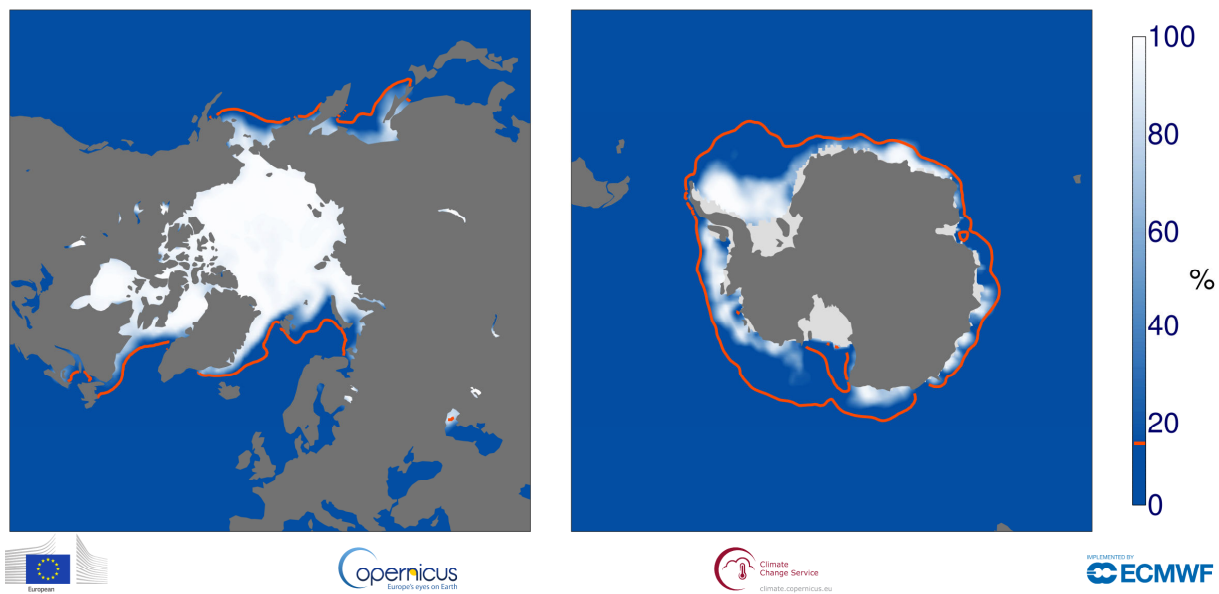 100
80
60
%
40
20
0
European
opernicus
Europe's eyes on Earth
Climate
Change Service
climate.copernicus.eu
IMPLEMENTED BY
ECMWF